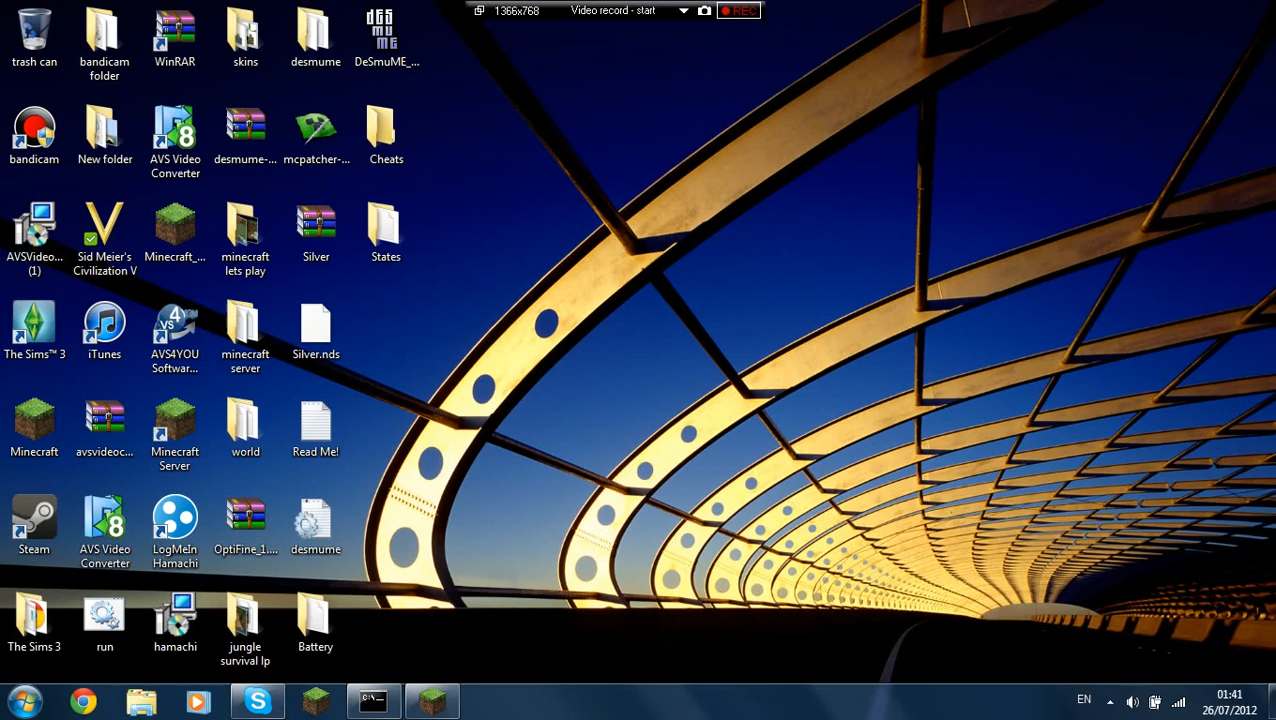 1366x768 Video record - start REC
trash can
bandicam
folder
WinRAR
skins
desmume
DeSmuME_...
bandicam
New folder
AVS Video
Converter
desmume-...
mcpatcher-...
Cheats
AVSVideo...
(1)
Sid Meier's
Civilization V
Minecraft_...
minecraft
lets play
Silver
States
The Sims™ 3
iTunes
AVS4YOU
Softwar...
minecraft
server
Silver.nds
Minecraft
avsvideoc...
Minecraft
Server
world
Read Me!
Steam
AVS Video
Converter
LogMeIn
Hamachi
OptiFine_1....
desmume
The Sims 3
run
hamachi
jungle
survival lp
Battery
EN
01:41
26/07/2012